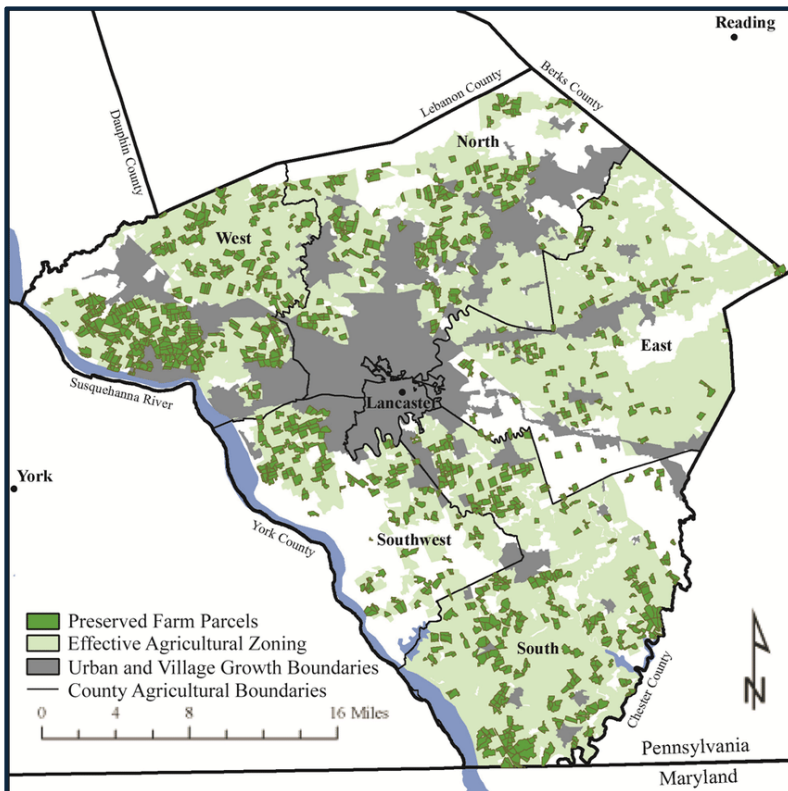 Reading
Dauphin County
Lebanon County
Berks County
North
West
East
Susquehanna River
Lancaster
York
York County
Southwest
South
Chester County
Preserved Farm Parcels
Effective Agricultural Zoning
Urban and Village Growth Boundaries
County Agricultural Boundaries
0 4 8 16 Miles
N
Pennsylvania
Maryland